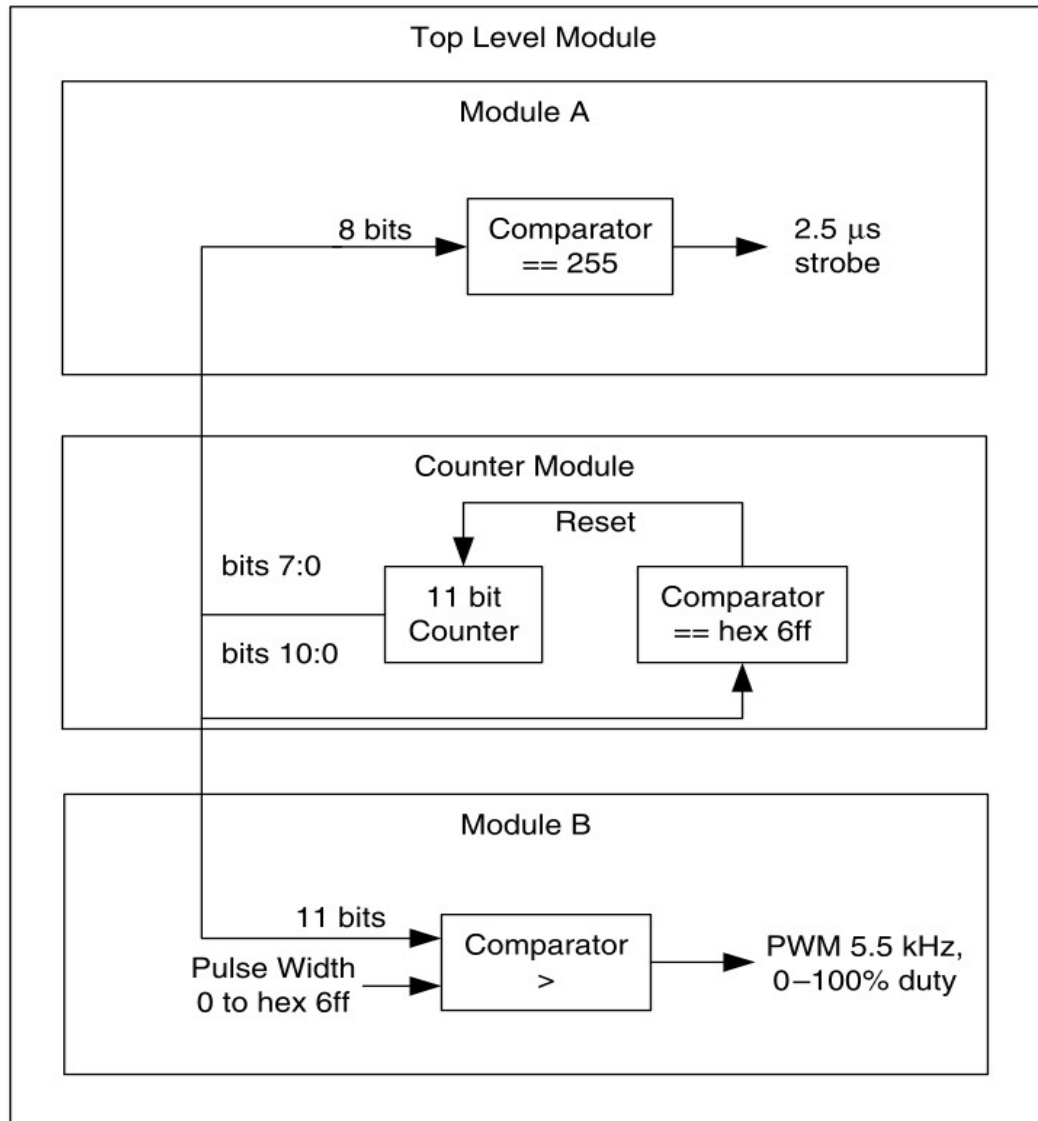 Top Level Module
Module A
8 bits
Comparator
== 255
2.5 μs
strobe
Counter Module
Reset
bits 7:0
11 bit
Counter
Comparator
== hex 6ff
bits 10:0
Module B
11 bits
Pulse Width
0 to hex 6ff
Comparator
>
PWM 5.5 kHz,
0–100% duty